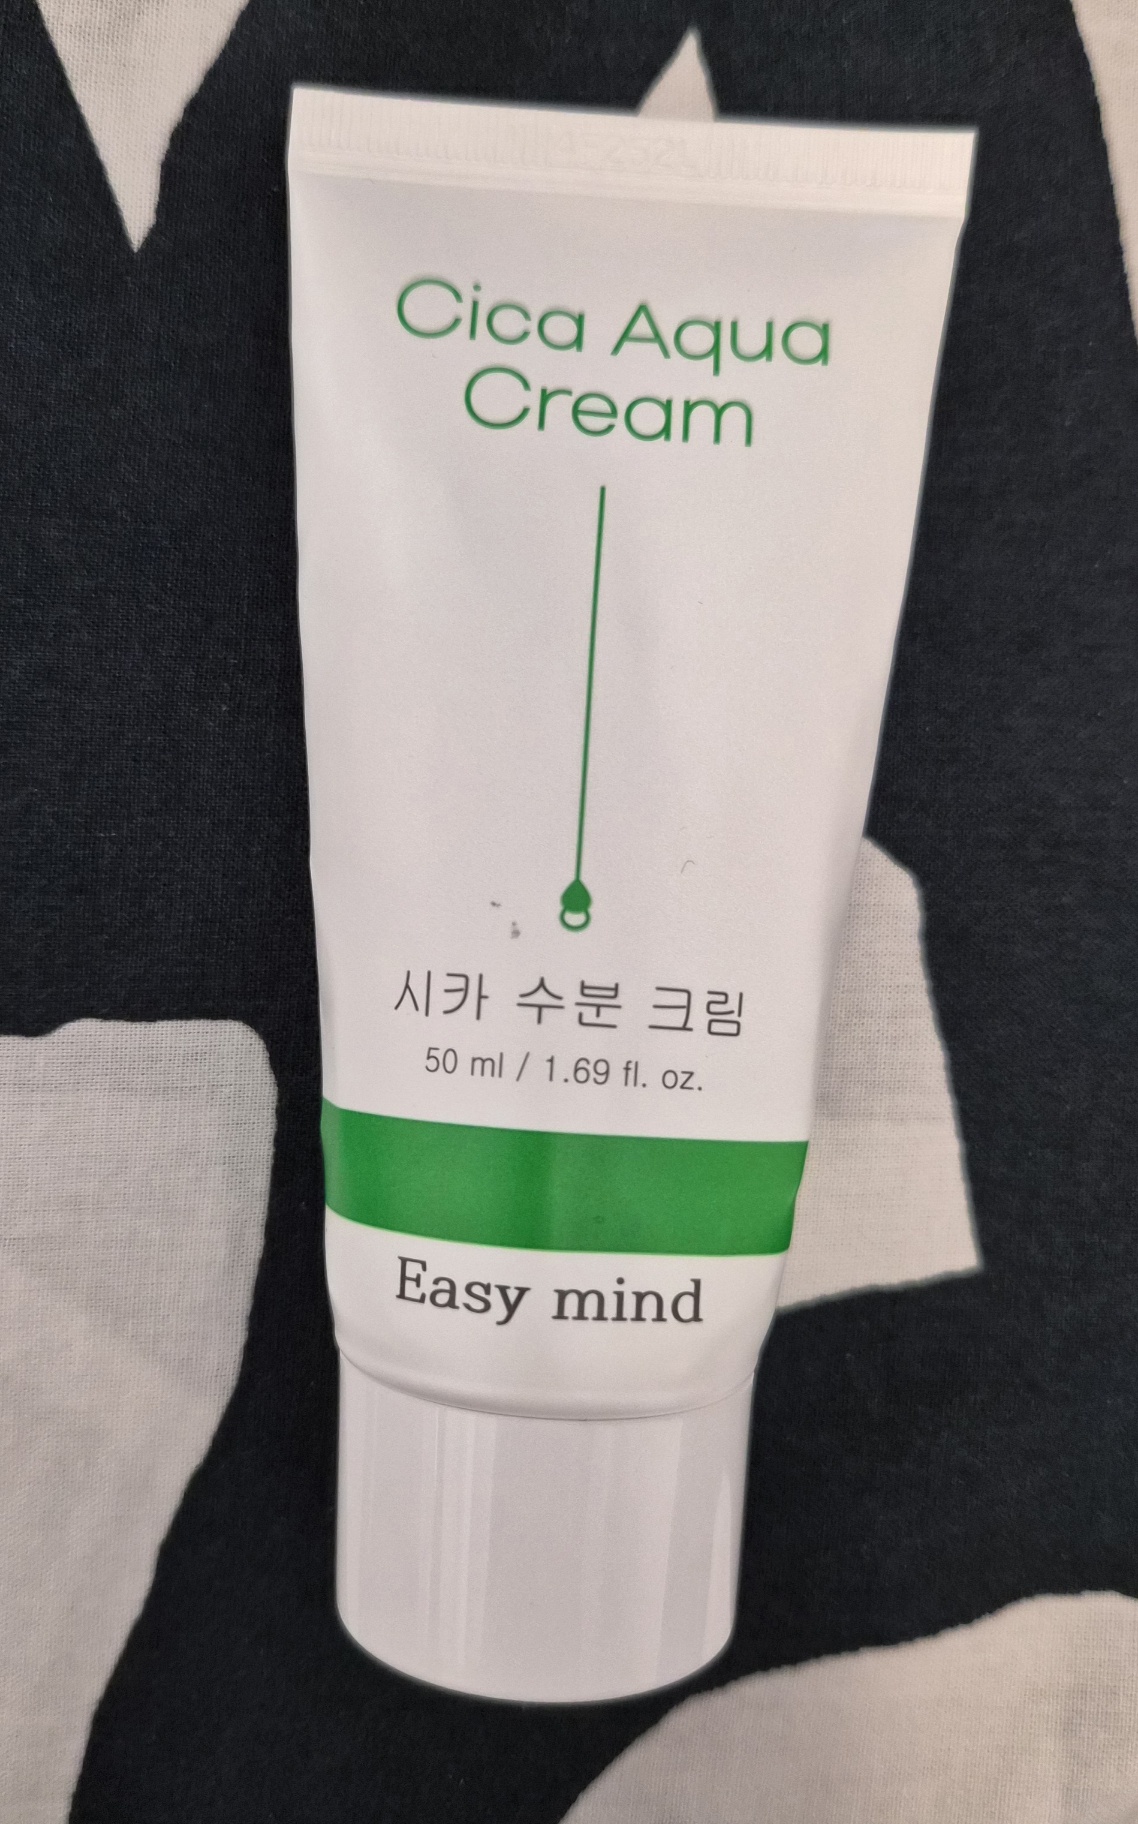 Cica Aqua
Cream
시카 수분 크림
50 ml / 1.69 fl. oz.
Easy mind